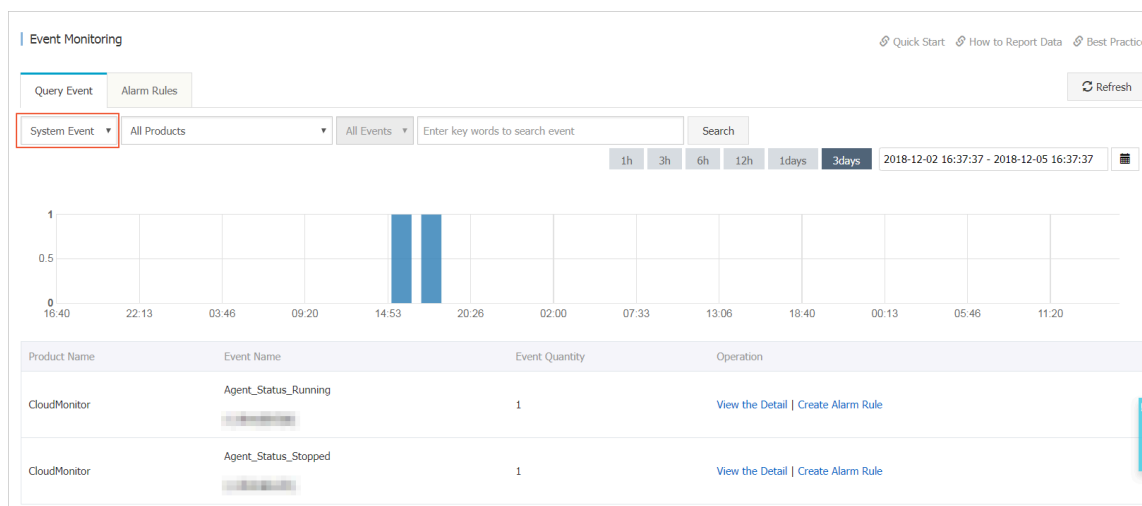 Event Monitoring
Quick Start How to Report Data Best Practic
Query Event Alarm Rules Refresh
System Event All Products All Events Enter key words to search event Search
1h 3h 6h 12h 1days 3days 2018-12-02 16:37:37 - 2018-12-05 16:37:37
1
0.5
0
16:40 22:13 03:46 09:20 14:53 20:26 02:00 07:33 13:06 18:40 00:13 05:46 11:20
Product Name Event Name Event Quantity Operation
Agent_Status_Running
CloudMonitor 1 View the Detail | Create Alarm Rule
Agent_Status_Stopped
CloudMonitor 1 View the Detail | Create Alarm Rule